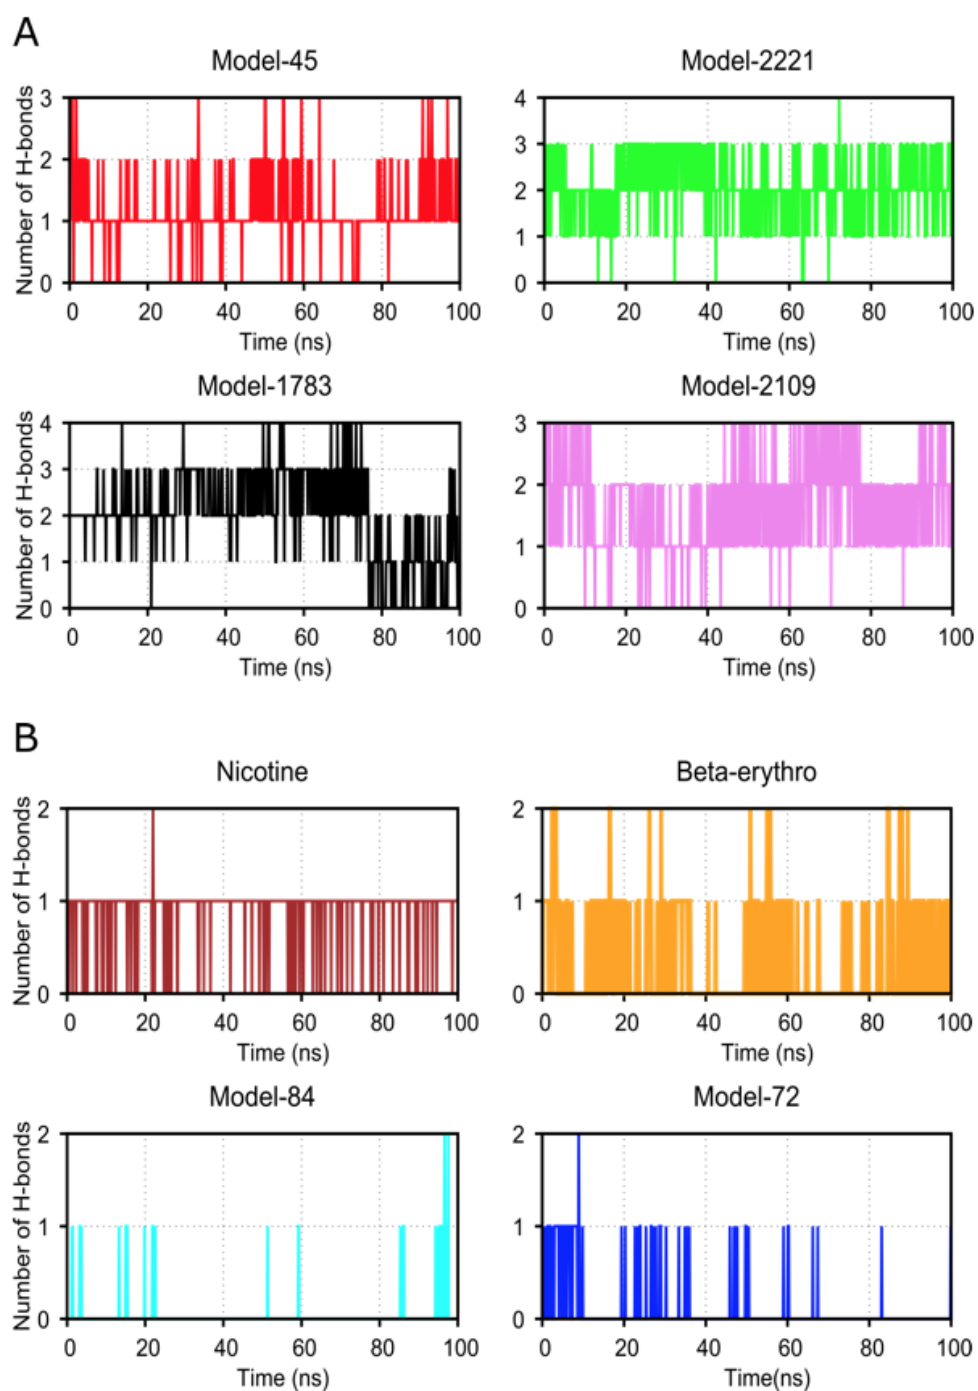 A
Model-45
Model-2221
Number of H-bonds
3
2
1
0
0 20 40 60 80 100
Time (ns)
4
3
2
1
0
0 20 40 60 80 100
Time (ns)
Model-1783
Model-2109
Number of H-bonds
4
3
2
1
0
0 20 40 60 80 100
Time (ns)
3
2
1
0
0 20 40 60 80 100
Time (ns)
B
Nicotine
Beta-erythro
Number of H-bonds
2
1
0
0 20 40 60 80 100
Time (ns)
2
1
0
0 20 40 60 80 100
Time (ns)
Model-84
Model-72
Number of H-bonds
2
1
0
0 20 40 60 80 100
Time (ns)
2
1
0
0 20 40 60 80 100
Time(ns)